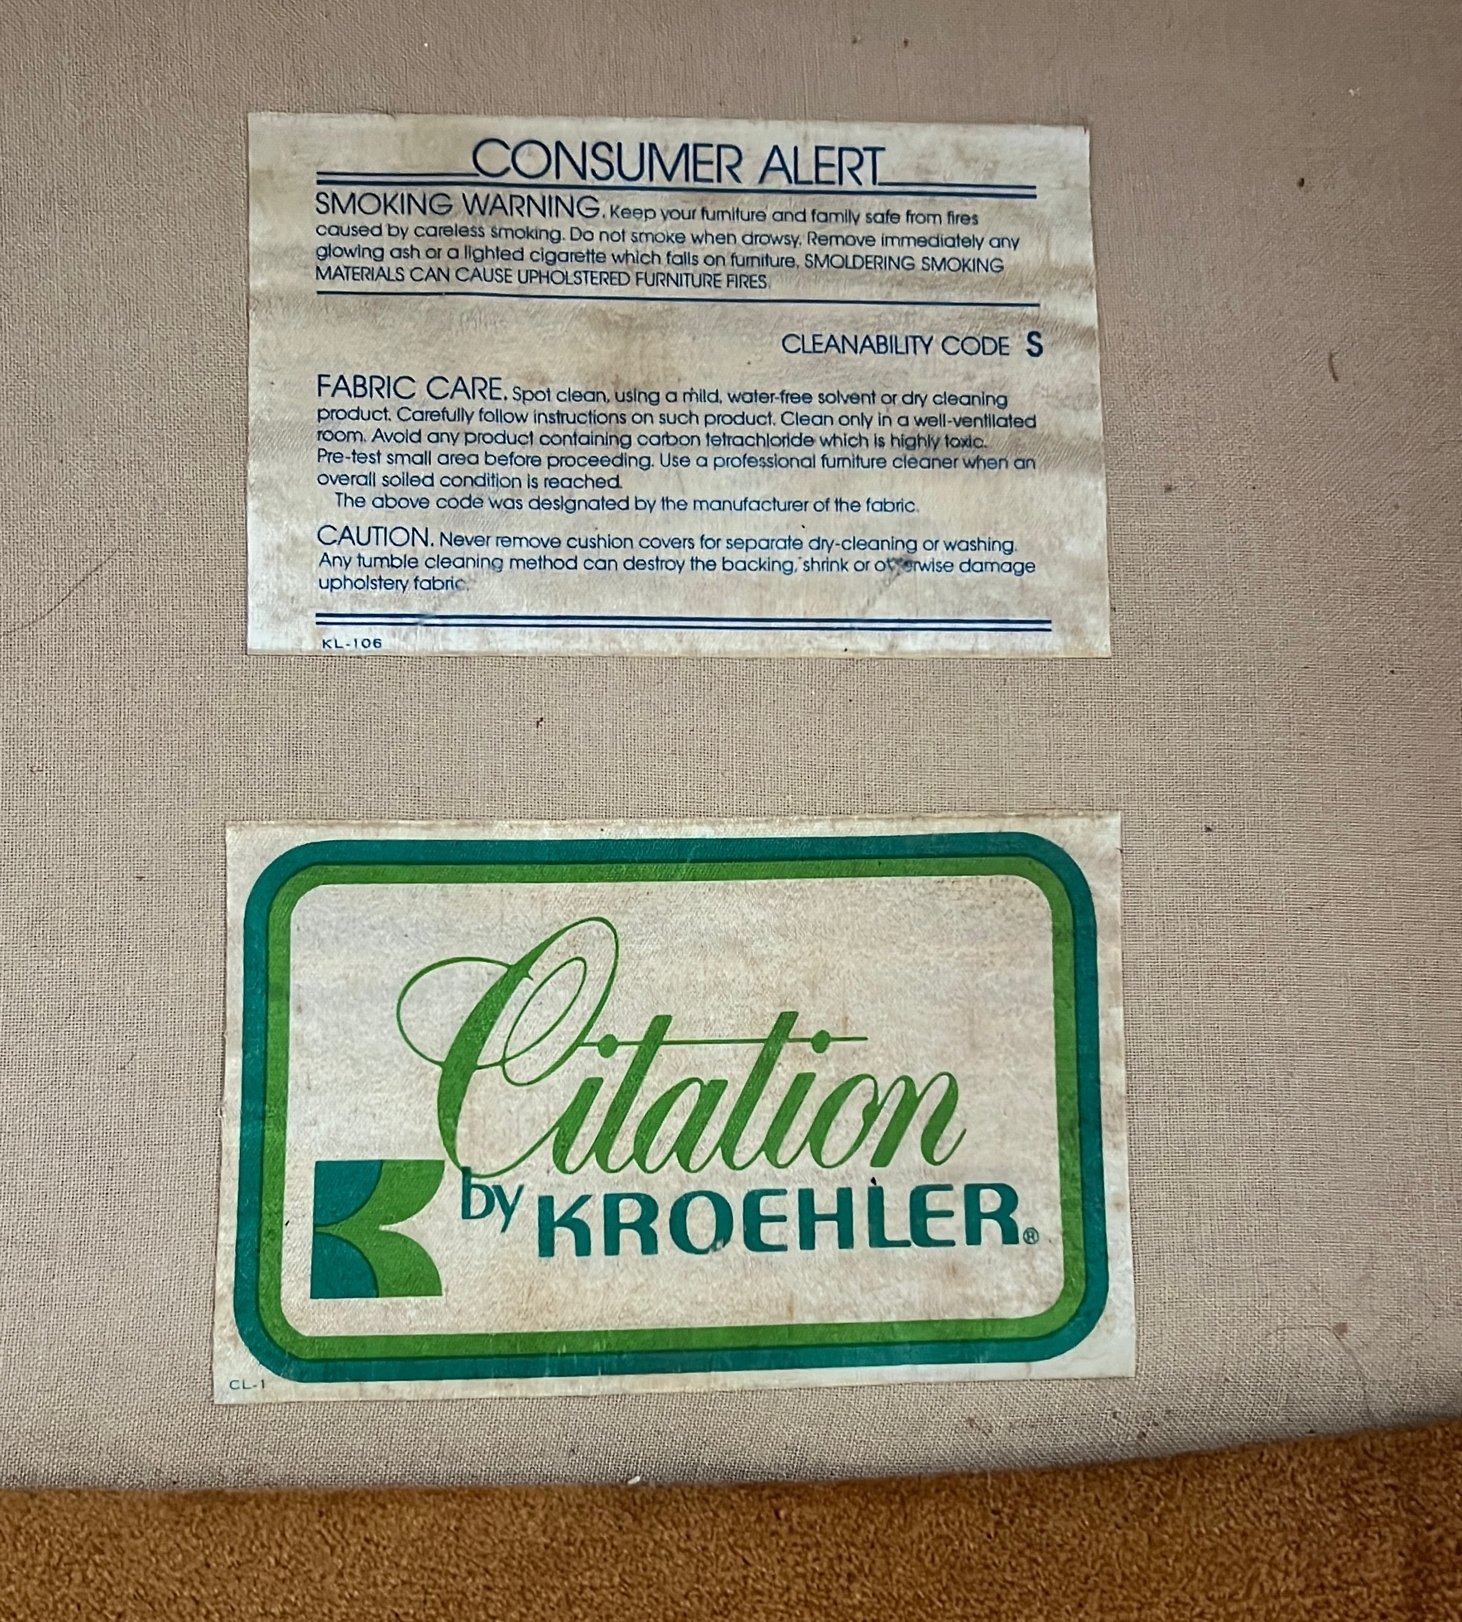 CONSUMER ALERT
SMOKING WARNING. Keep your furniture and family safe from fires
caused by careless smoking. Do not smoke when drowsy. Remove immediately any
glowing ash or a lighted cigarette which falls on furniture. SMOLDERING SMOKING
MATERIALS CAN CAUSE UPHOLSTERED FURNITURE FIRES.
CLEANABILITY CODE S
FABRIC CARE. Spot clean, using a mild, water-free solvent or dry cleaning
product. Carefully follow instructions on such product. Clean only in a well-ventilated
room. Avoid any product containing carbon tetrachloride which is highly toxic.
Pre-test small area before proceeding. Use a professional furniture cleaner when an
overall soiled condition is reached.
The above code was designated by the manufacturer of the fabric.
CAUTION. Never remove cushion covers for separate dry-cleaning or washing.
Any tumble cleaning method can destroy the backing, shrink or otherwise damage
upholstery fabric.
KL-106
Citation
K by KROEHLER®
CL-1